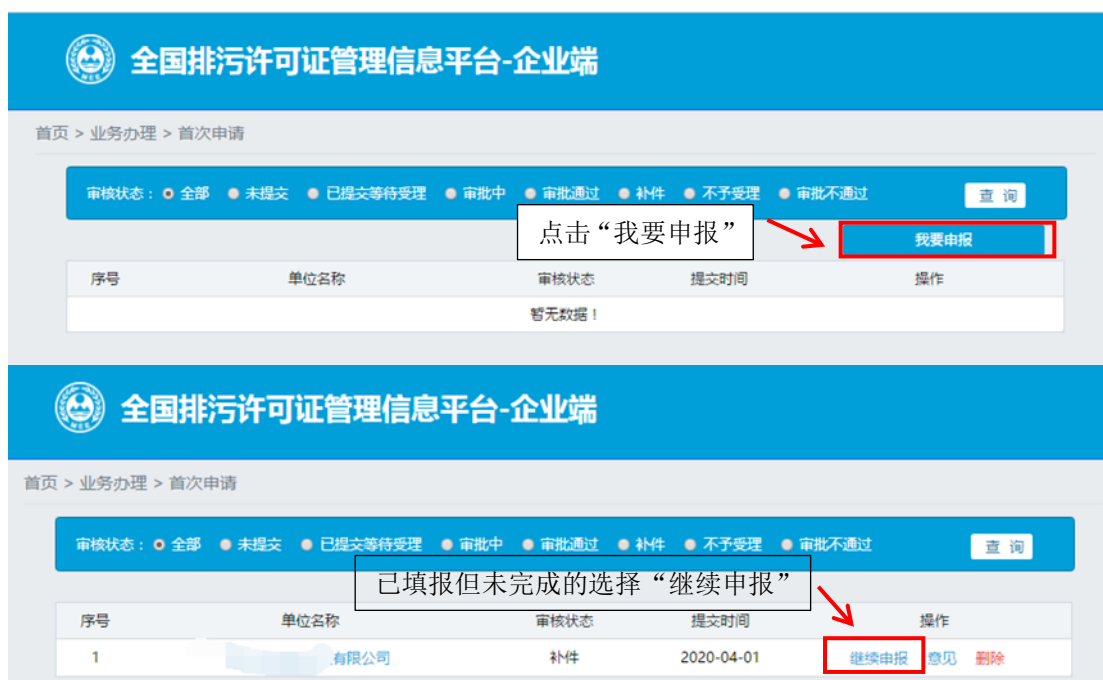 全国排污许可证管理信息平台-企业端
首页 > 业务办理 > 首次申请
审核状态： 全部 未提交 已提交等待受理 审批中 审批通过 补件 不予受理 审批不通过 查 询
点击“我要申报”
我要申报
序号 单位名称 审核状态 提交时间 操作
暂无数据！
全国排污许可证管理信息平台-企业端
首页 > 业务办理 > 首次申请
审核状态： 全部 未提交 已提交等待受理 审批中 审批通过 补件 不予受理 审批不通过 查 询
已填报但未完成的选择“继续申报”
序号 单位名称 审核状态 提交时间 操作
1 有限公司 补件 2020-04-01 继续申报 意见 删除